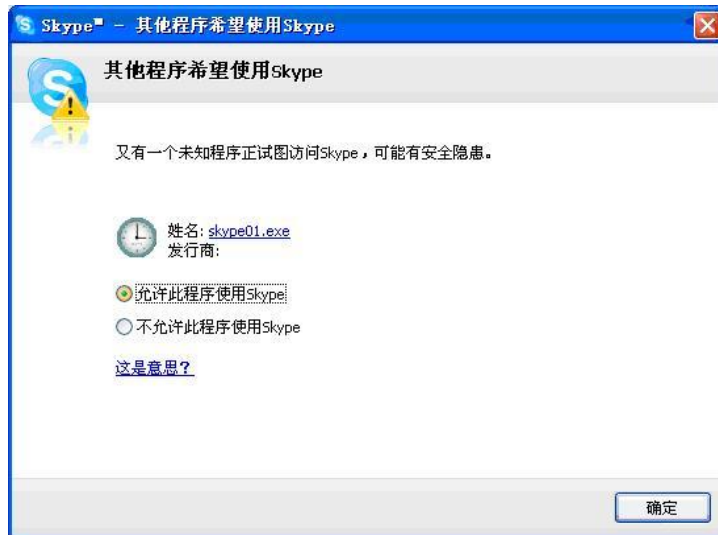 Skype™ - 其他程序希望使用Skype
其他程序希望使用Skype
又有一个未知程序正试图访问Skype，可能有安全隐患。
姓名: skype01.exe
发行商:
允许此程序使用Skype
不允许此程序使用Skype
这是意思？
确定